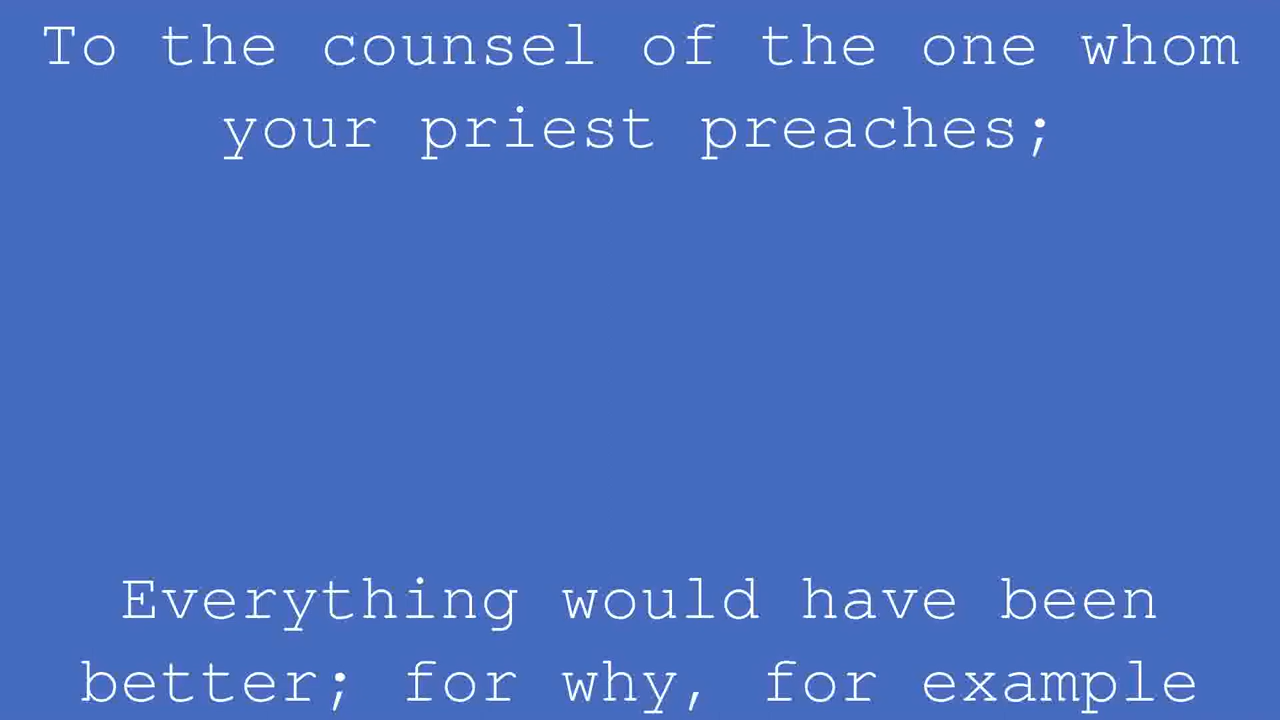 To the counsel of the one whom
your priest preaches;
Everything would have been
better; for why, for example